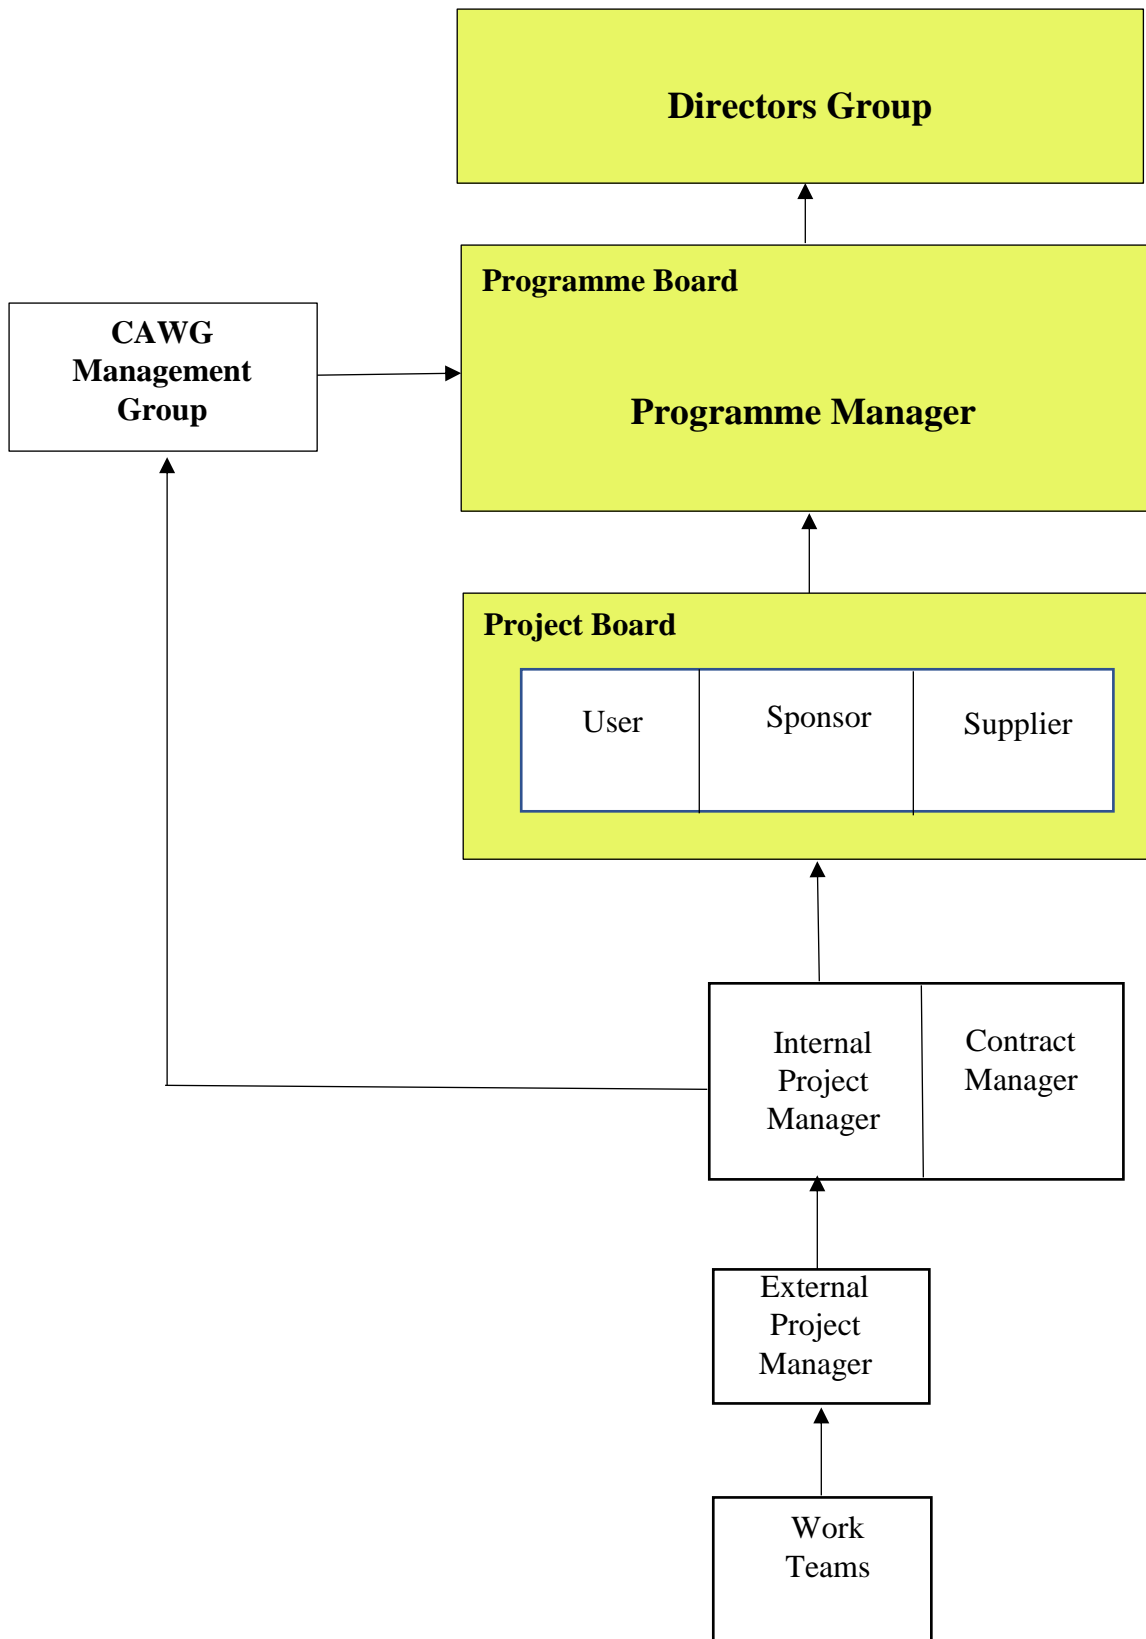 Directors Group
Programme Board
CAWG
Management
Group
Programme Manager
Project Board
User
Sponsor
Supplier
Internal
Project
Manager
Contract
Manager
External
Project
Manager
Work
Teams